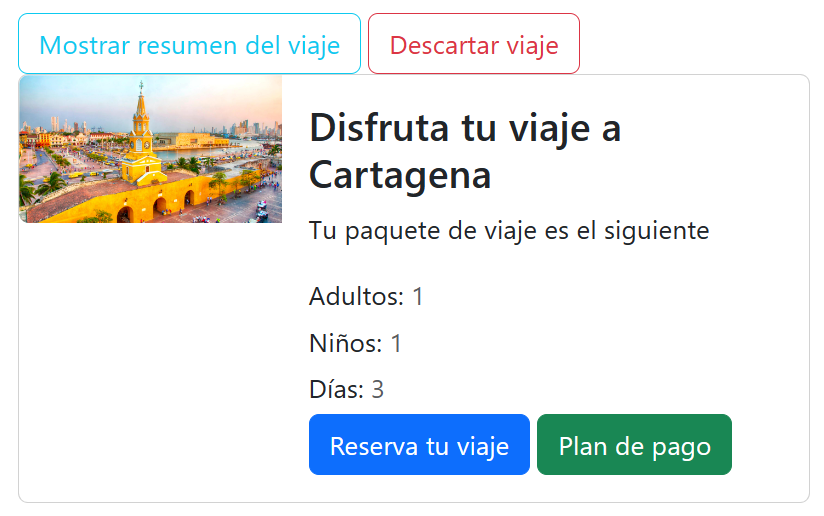 Mostrar resumen del viaje
Descartar viaje
Disfruta tu viaje a
Cartagena
Tu paquete de viaje es el siguiente
Adultos: 1
Niños: 1
Días: 3
Reserva tu viaje
Plan de pago